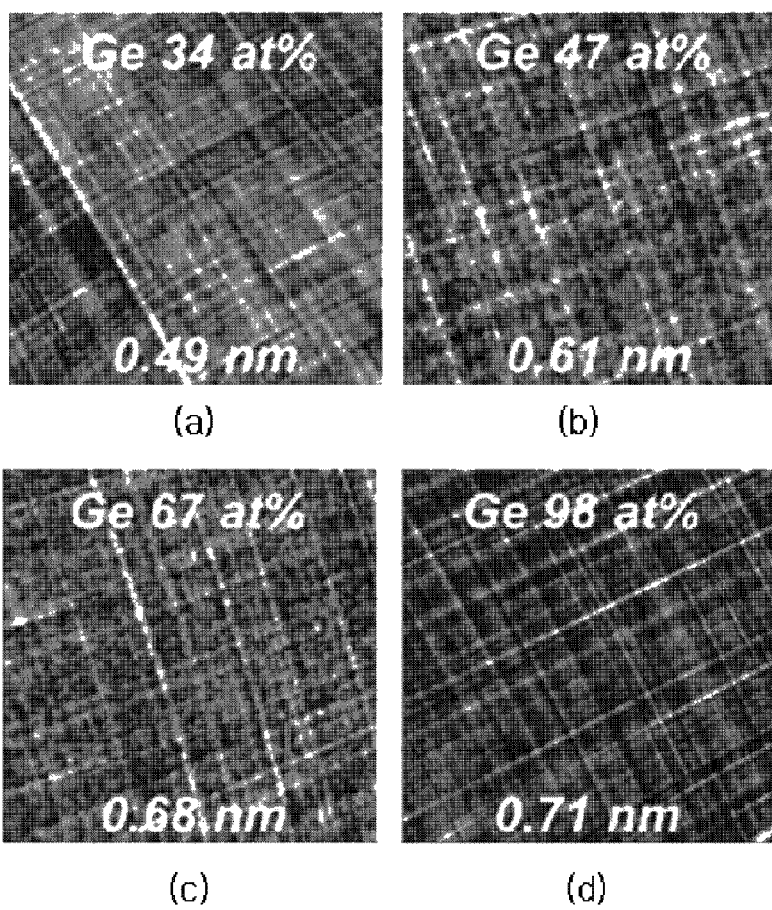 Ge 34 at%
0.49 nm
(a)
Ge 47 at%
0.61 nm
(b)
Ge 67 at%
0.68 nm
(c)
Ge 98 at%
0.71 nm
(d)